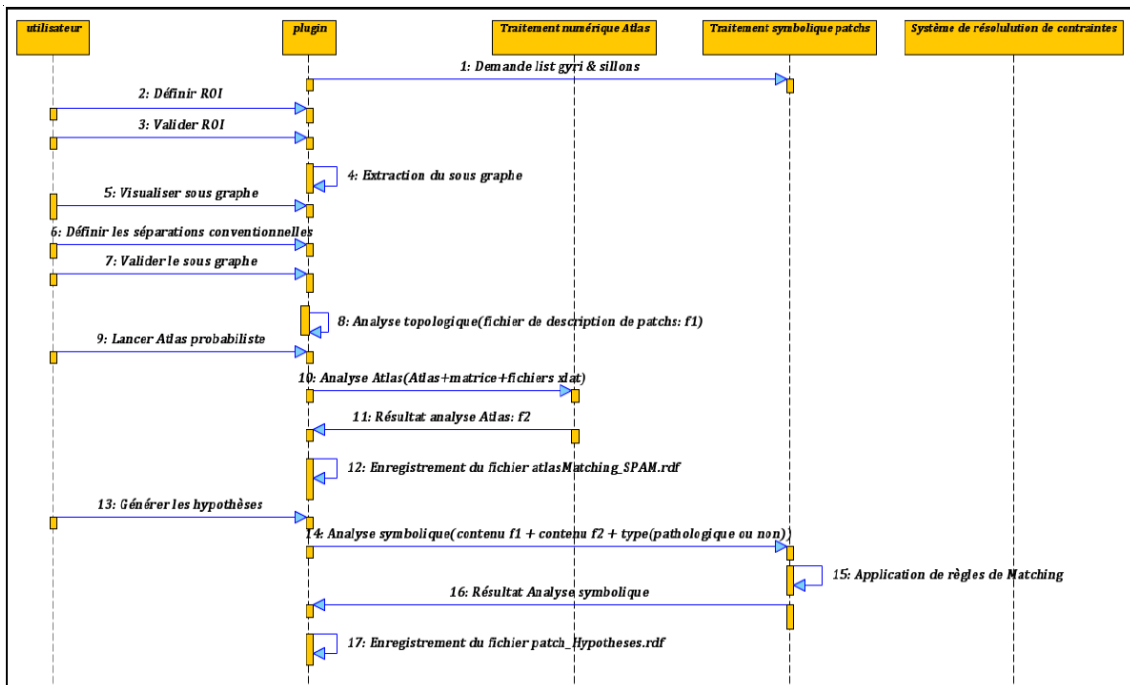 utilisateur
plugin
Traitement numérique Atlas
Traitement symbolique patchs
Système de résolulution de contraintes
1: Demande list gyri & sillons
2: Définir ROI
3: Valider ROI
4: Extraction du sous graphe
5: Visualiser sous graphe
6: Définir les séparations conventionnelles
7: Valider le sous graphe
8: Analyse topologique(fichier de description de patchs: f1)
9: Lancer Atlas probabiliste
10: Analyse Atlas(Atlas+matrice+fichiers xlat)
11: Résultat analyse Atlas: f2
12: Enregistrement du fichier atlasMatching_SPAM.rdf
13: Générer les hypothèses
14: Analyse symbolique(contenu f1 + contenu f2 + type(pathologique ou non))
15: Application de règles de Matching
16: Résultat Analyse symbolique
17: Enregistrement du fichier patch_Hypotheses.rdf